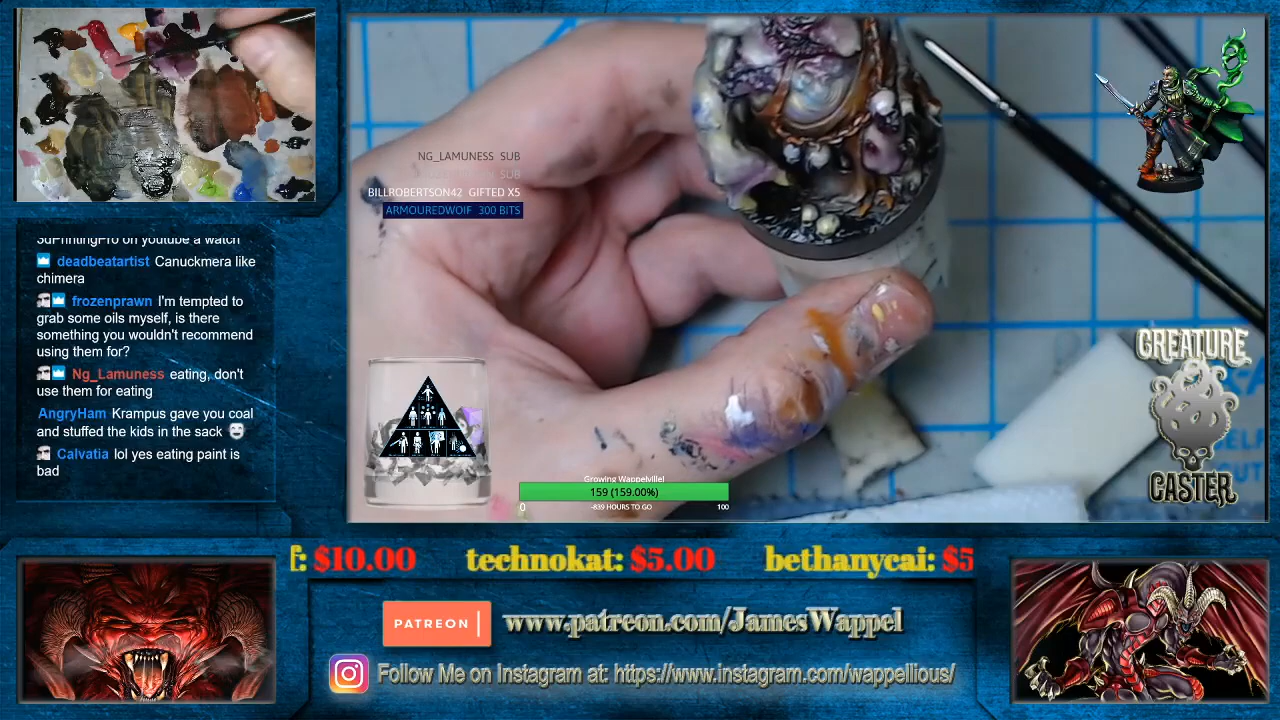 3dPrintingPro on youtube a watch
deadbeatartist Canuckmera like
chimera
frozenprawn I'm tempted to
grab some oils myself, is there
something you wouldn't recommend
using them for?
Ng_Lamuness eating, don't
use them for eating
AngryHam Krampus gave you coal
and stuffed the kids in the sack
Calvatia lol yes eating paint is
bad
NG_LAMUNESS SUB
SUB
BILLROBERTSON42 GIFTED X5
ARMOUREDWOIF 300 BITS
Growing Wappelville!
159 (159.00%)
0 -839 HOURS TO GO 100
CREATURE
CASTER
f: $10.00 technokat: $5.00 bethanycai: $5
PATREON
www.patreon.com/JamesWappel
Follow Me on Instagram at: https://www.instagram.com/wappellious/